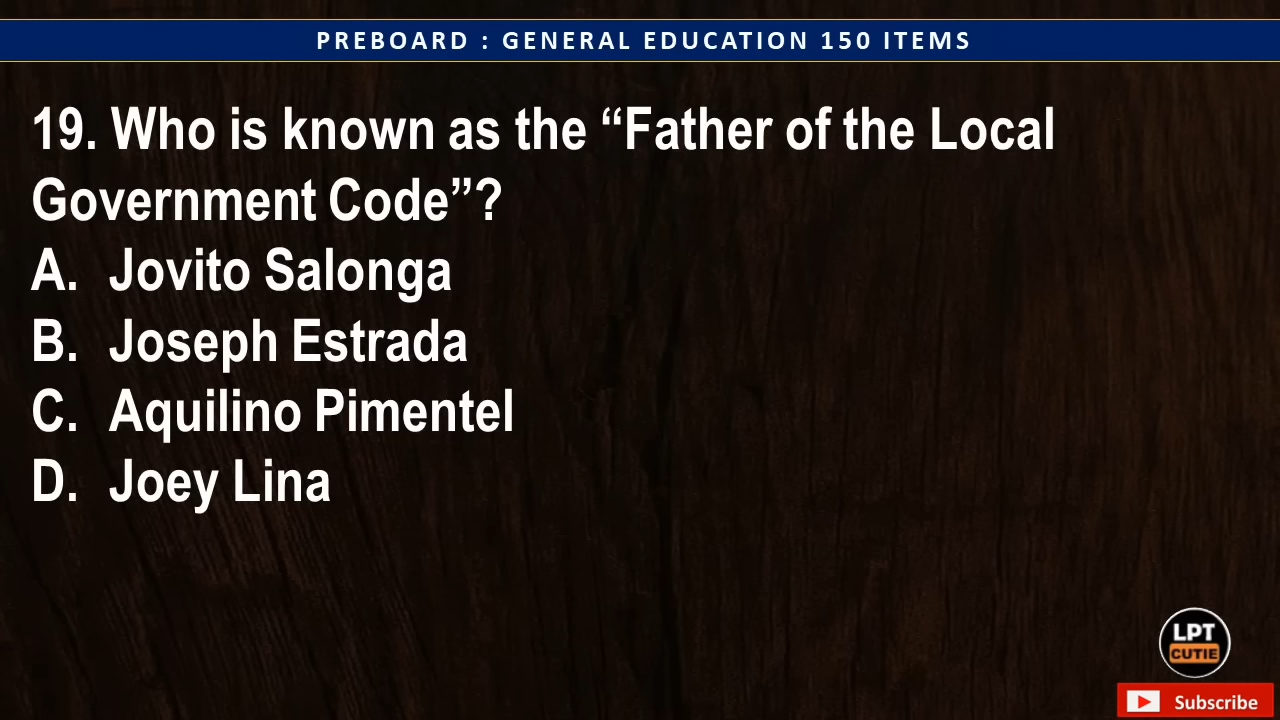 PREBOARD : GENERAL EDUCATION 150 ITEMS
19. Who is known as the “Father of the Local
Government Code”?
A. Jovito Salonga
B. Joseph Estrada
C. Aquilino Pimentel
D. Joey Lina
LPT
CUTIE
Subscribe